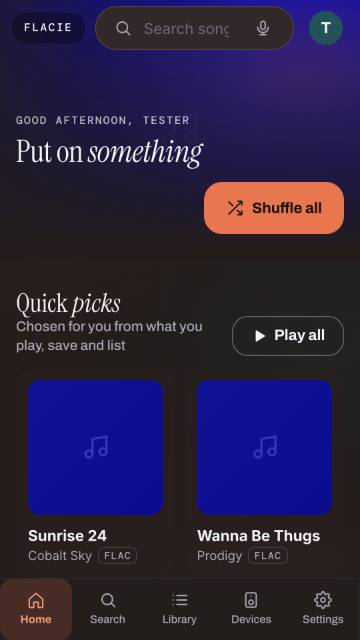 FLACIE
Search song
T
GOOD AFTERNOON, TESTER
Put on something
Shuffle all
Quick picks
Chosen for you from what you
play, save and list
Play all
Sunrise 24
Cobalt Sky FLAC
Wanna Be Thugs
Prodigy FLAC
Home
Search
Library
Devices
Settings